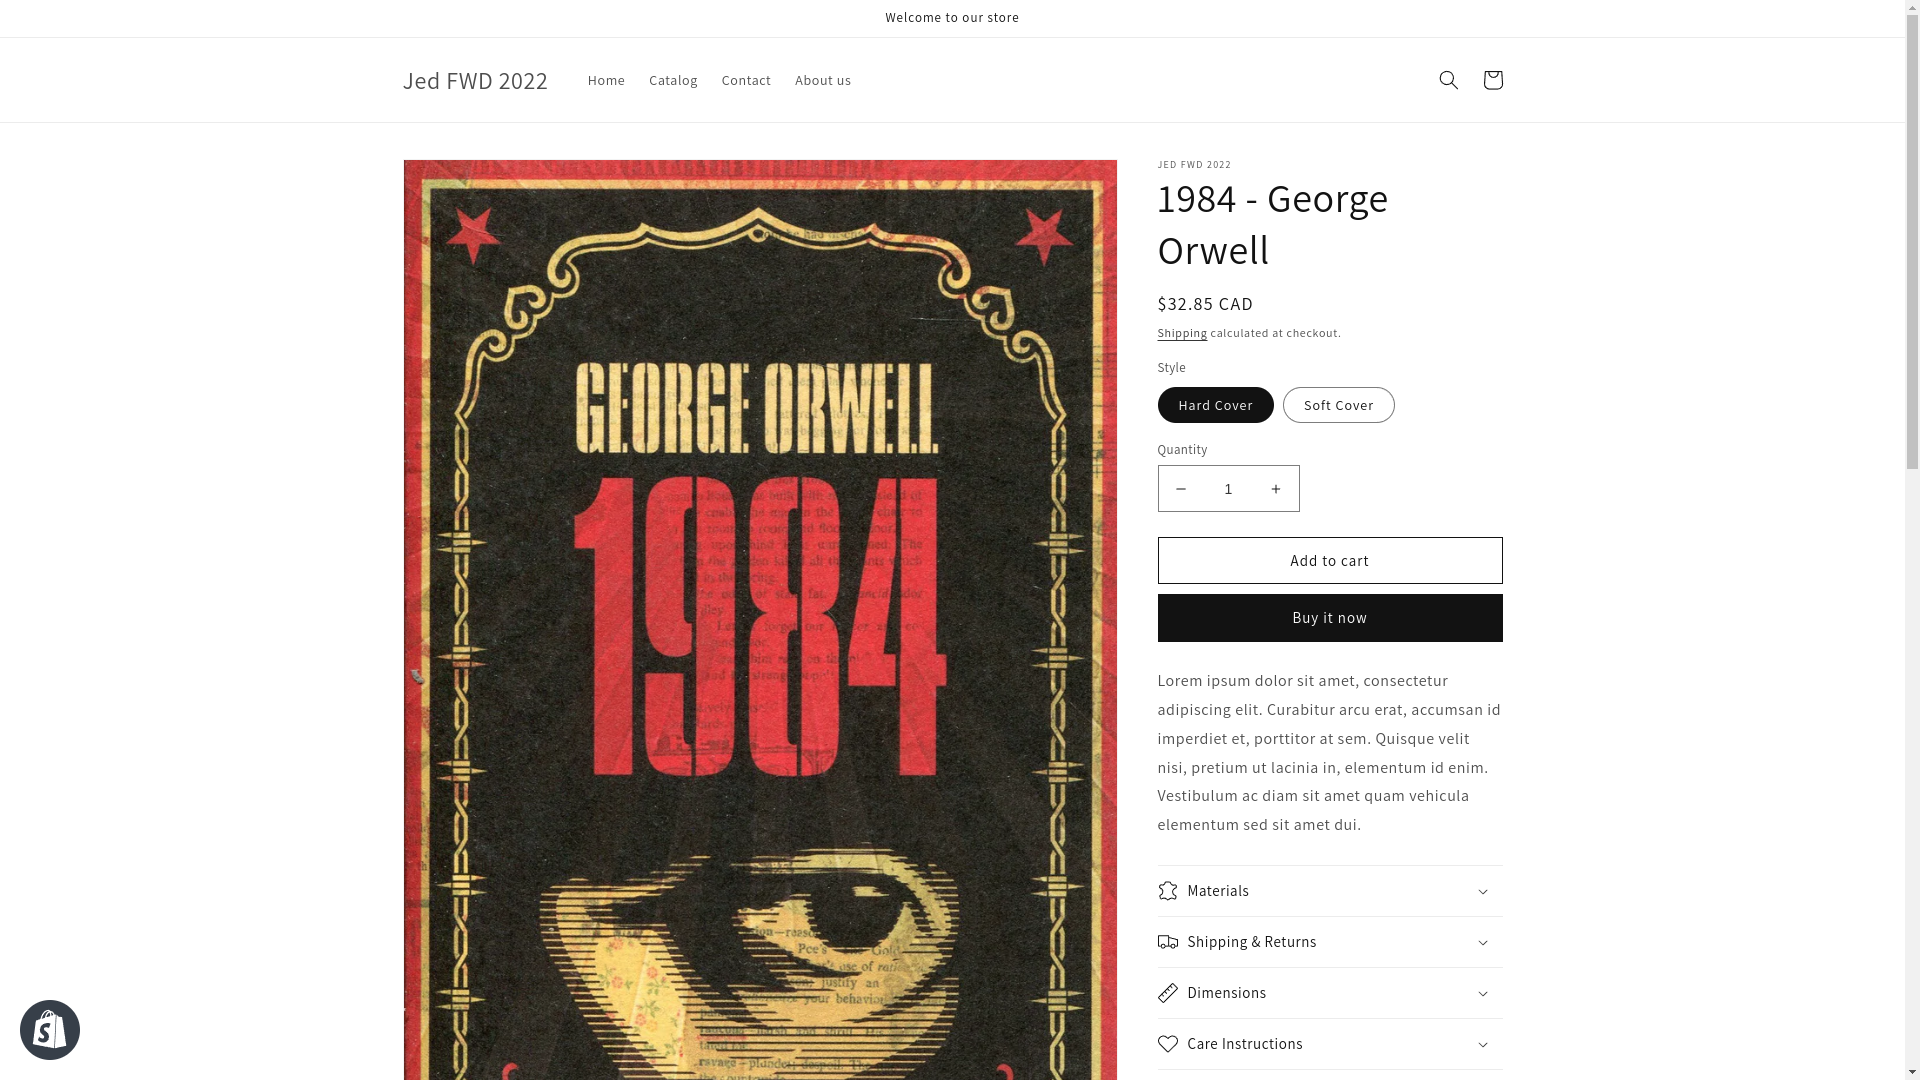 Welcome to our store
Jed FWD 2022
Home
Catalog
Contact
About us
JED FWD 2022
1984 - George
Orwell
$32.85 CAD
Shipping calculated at checkout.
Style
Hard Cover
Soft Cover
Quantity
− 1 +
Add to cart
Buy it now
Lorem ipsum dolor sit amet, consectetur
adipiscing elit. Curabitur arcu erat, accumsan id
imperdiet et, porttitor at sem. Quisque velit
nisi, pretium ut lacinia in, elementum id enim.
Vestibulum ac diam sit amet quam vehicula
elementum sed sit amet dui.
Materials
Shipping & Returns
Dimensions
Care Instructions
GEORGE ORWELL
1984